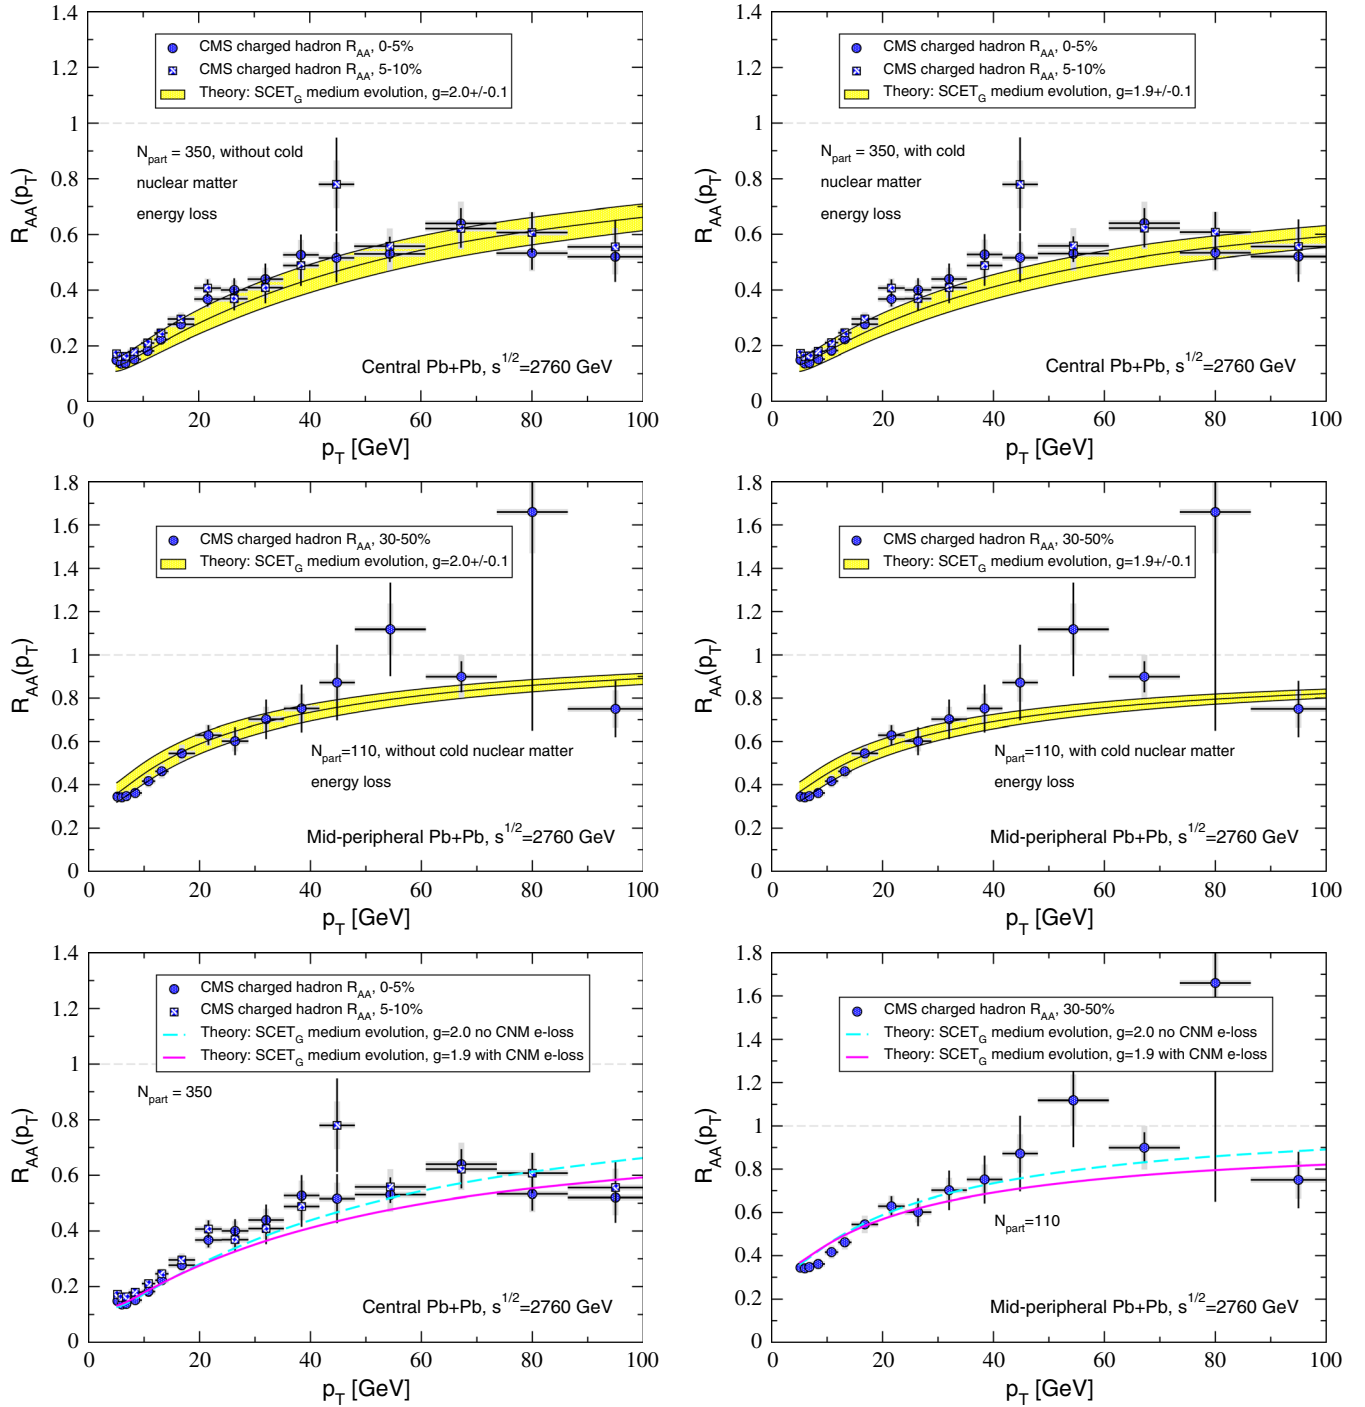 1.4
CMS charged hadron R_AA, 0-5%
CMS charged hadron R_AA, 5-10%
Theory: SCET_G medium evolution, g=2.0+/-0.1
1.2
1
N_part = 350, without cold
nuclear matter
energy loss
0.8
0.6
0.4
0.2
0
R_AA(p_T)
Central Pb+Pb, s^1/2=2760 GeV
0 20 40 60 80 100
p_T [GeV]
1.4
CMS charged hadron R_AA, 0-5%
CMS charged hadron R_AA, 5-10%
Theory: SCET_G medium evolution, g=1.9+/-0.1
1.2
1
N_part = 350, with cold
nuclear matter
energy loss
0.8
0.6
0.4
0.2
0
R_AA(p_T)
Central Pb+Pb, s^1/2=2760 GeV
0 20 40 60 80 100
p_T [GeV]
1.8
1.6
CMS charged hadron R_AA, 30-50%
Theory: SCET_G medium evolution, g=2.0+/-0.1
1.4
1.2
1
0.8
0.6
0.4
0.2
0
R_AA(p_T)
N_part=110, without cold nuclear matter
energy loss
Mid-peripheral Pb+Pb, s^1/2=2760 GeV
0 20 40 60 80 100
p_T [GeV]
1.8
1.6
CMS charged hadron R_AA, 30-50%
Theory: SCET_G medium evolution, g=1.9+/-0.1
1.4
1.2
1
0.8
0.6
0.4
0.2
0
R_AA(p_T)
N_part=110, with cold nuclear matter
energy loss
Mid-peripheral Pb+Pb, s^1/2=2760 GeV
0 20 40 60 80 100
p_T [GeV]
1.4
CMS charged hadron R_AA, 0-5%
CMS charged hadron R_AA, 5-10%
Theory: SCET_G medium evolution, g=2.0 no CNM e-loss
Theory: SCET_G medium evolution, g=1.9 with CNM e-loss
1.2
1
N_part = 350
0.8
0.6
0.4
0.2
0
R_AA(p_T)
Central Pb+Pb, s^1/2=2760 GeV
0 20 40 60 80 100
p_T [GeV]
1.8
1.6
CMS charged hadron R_AA, 30-50%
Theory: SCET_G medium evolution, g=2.0 no CNM e-loss
Theory: SCET_G medium evolution, g=1.9 with CNM e-loss
1.4
1.2
1
0.8
0.6
0.4
0.2
0
R_AA(p_T)
N_part=110
Mid-peripheral Pb+Pb, s^1/2=2760 GeV
0 20 40 60 80 100
p_T [GeV]